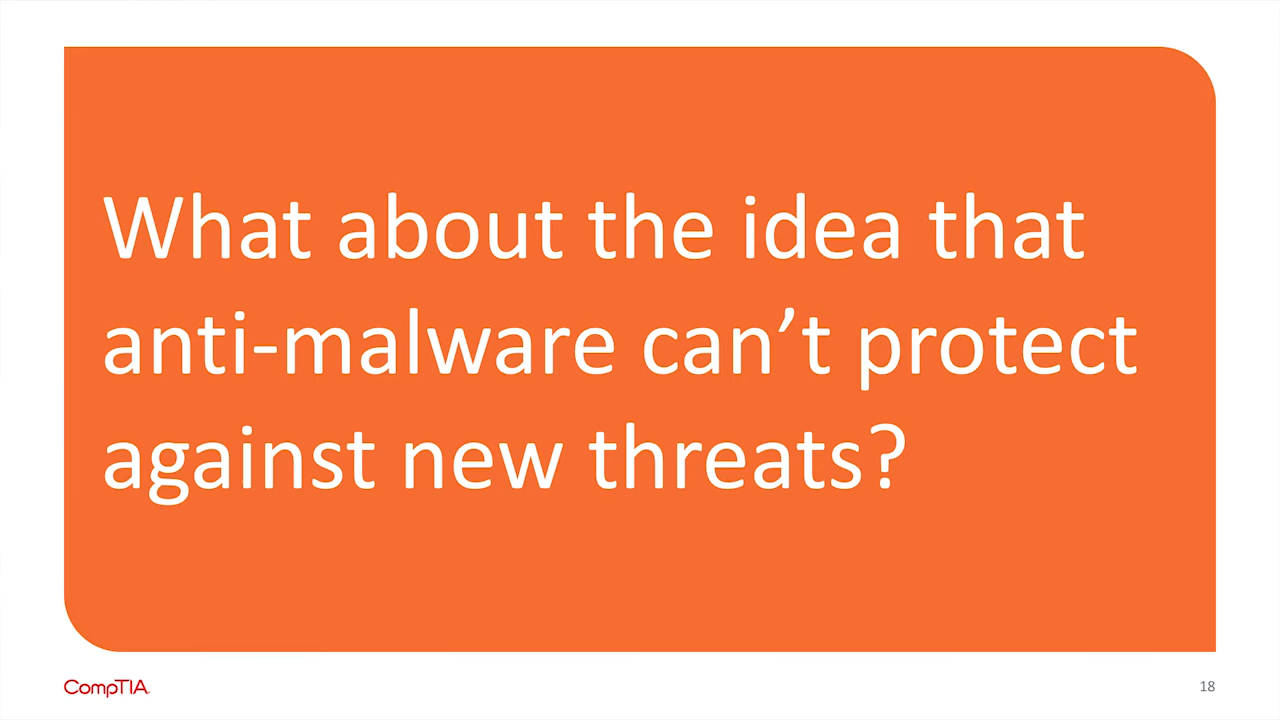 What about the idea that
anti-malware can’t protect
against new threats?
CompTIA.
18